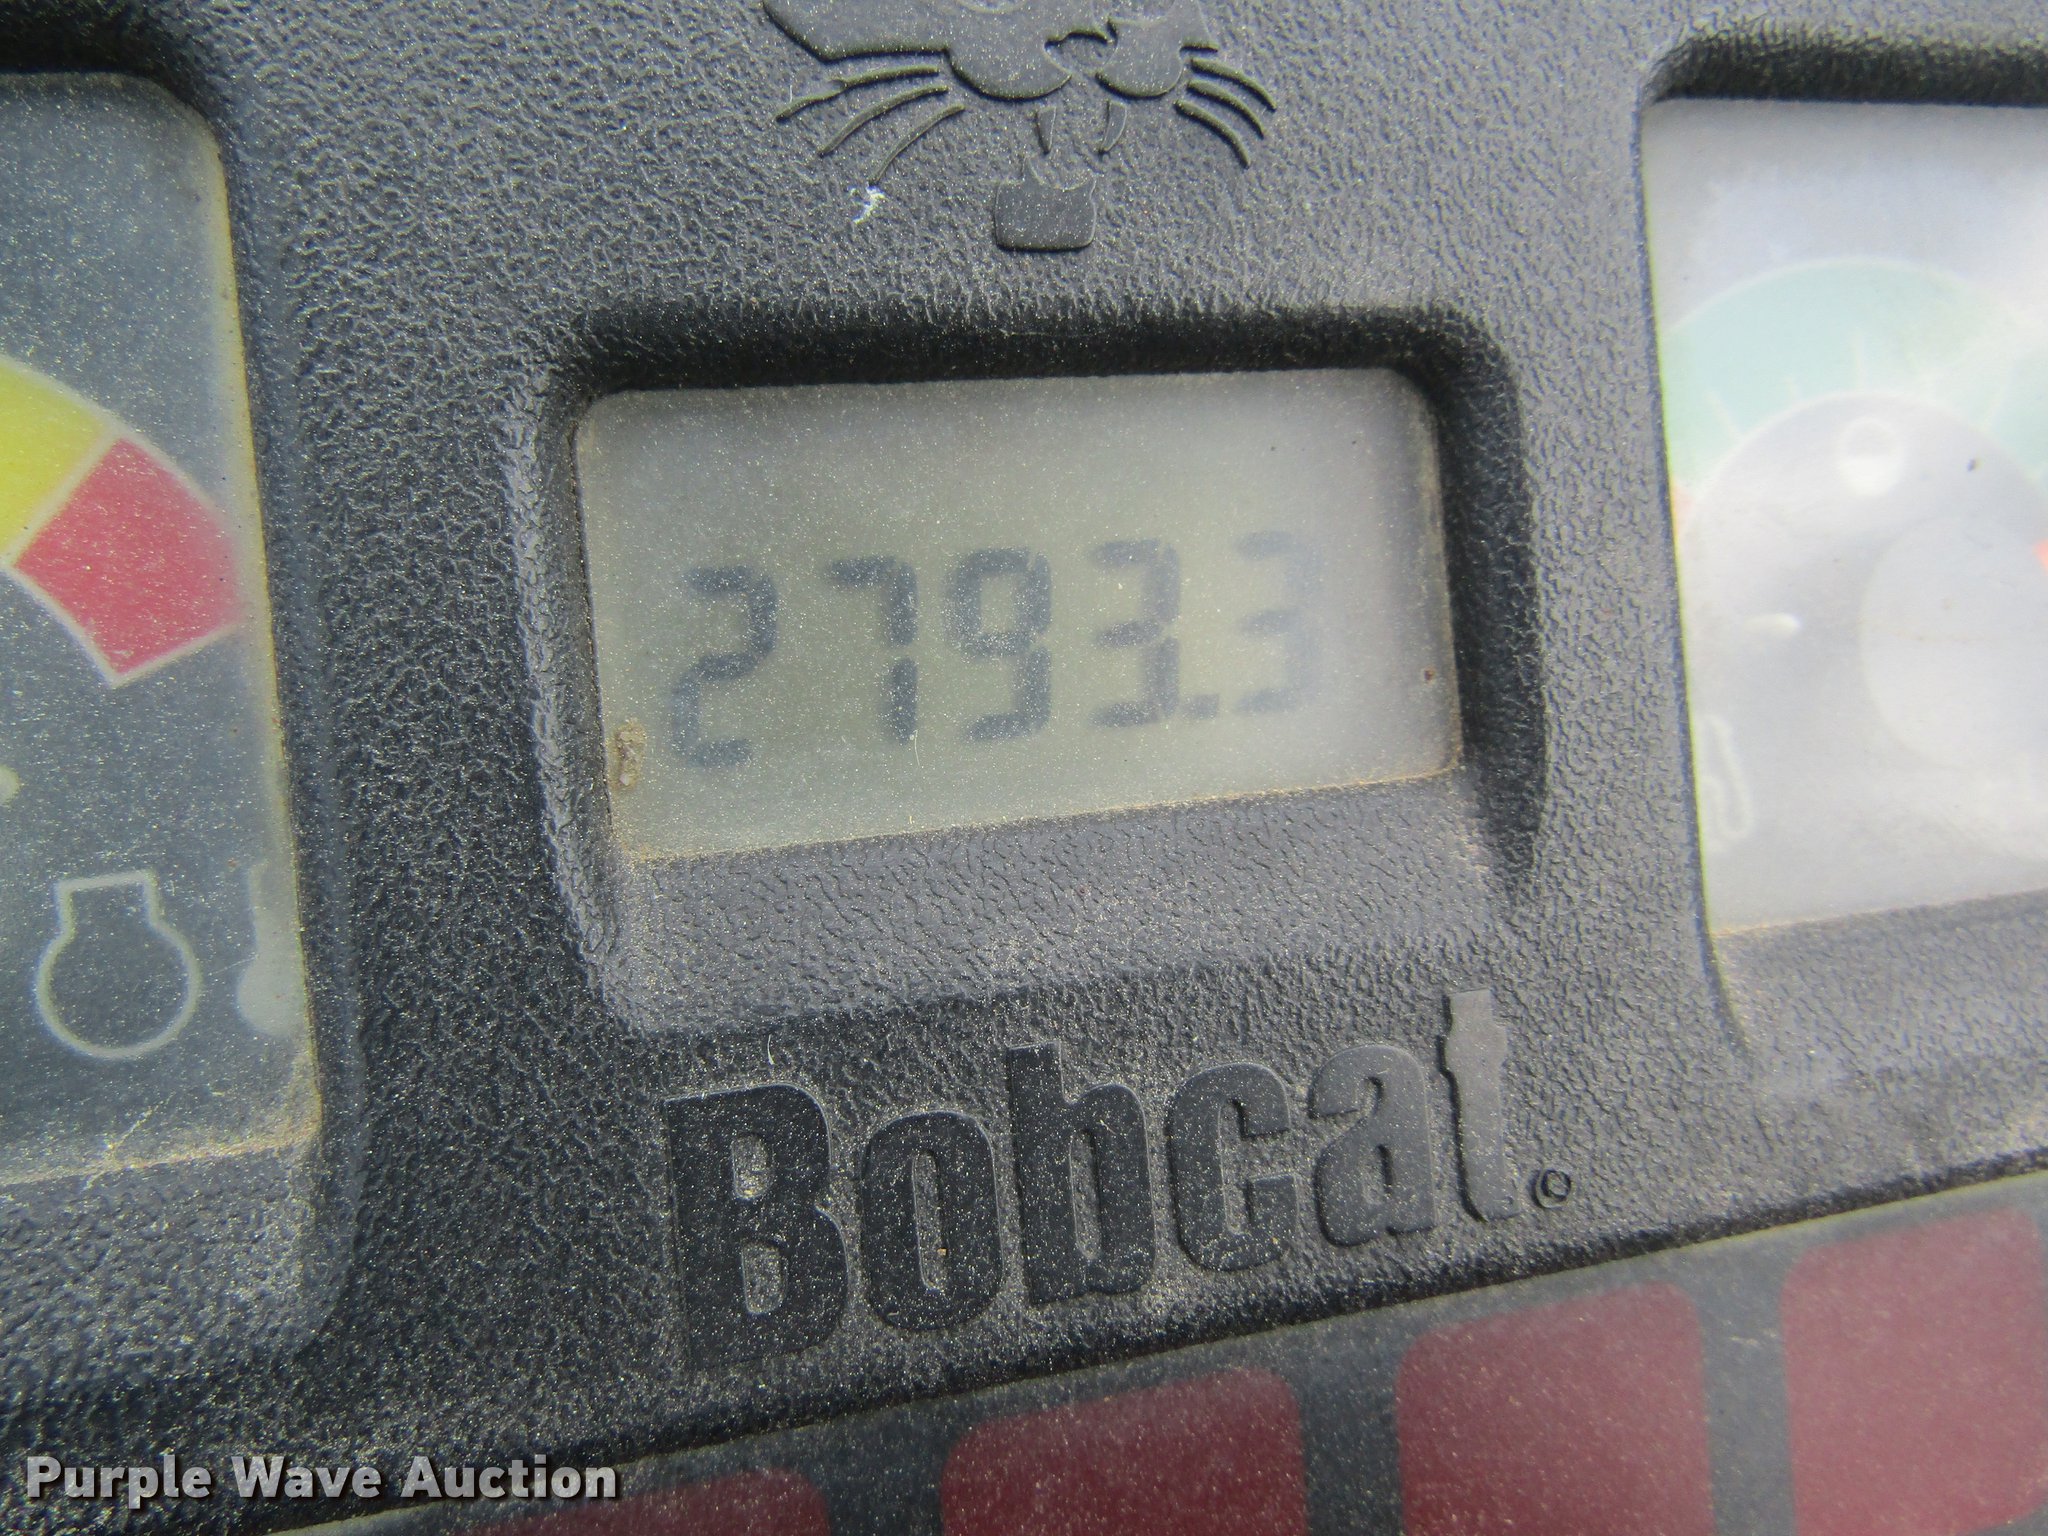 2793.3
Bobcat®
Purple Wave Auction